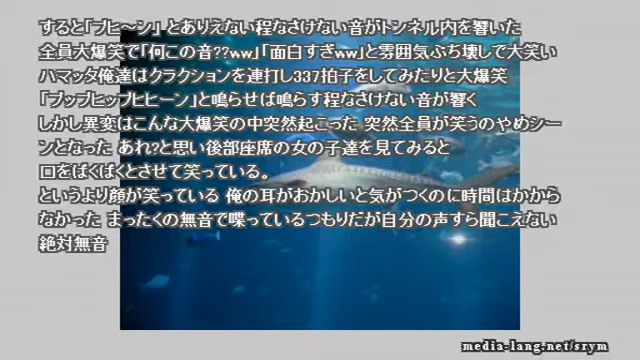 すると｢ブヒ～ン｣ とありえない程なさけない音がトンネル内を響いた
全員大爆笑で｢何この音??ww｣｢面白すぎww｣と雰囲気ぶち壊しで大笑い
ハマッタ俺達はクラクションを連打し337拍子をしてみたりと大爆笑
｢ブップヒップヒヒーン｣と鳴らせば鳴らす程なさけない音が響く
しかし異変はこんな大爆笑の中突然起こった 突然全員が笑うのやめシー
ンとなった あれ?と思い後部座席の女の子達を見てみると
口をぱくぱくとさせて笑っている。
というより顔が笑っている 俺の耳がおかしいと気がつくのに時間はかから
なかった まったくの無音で喋っているつもりだが自分の声すら聞こえない
絶対無音
media-lang-net/srym